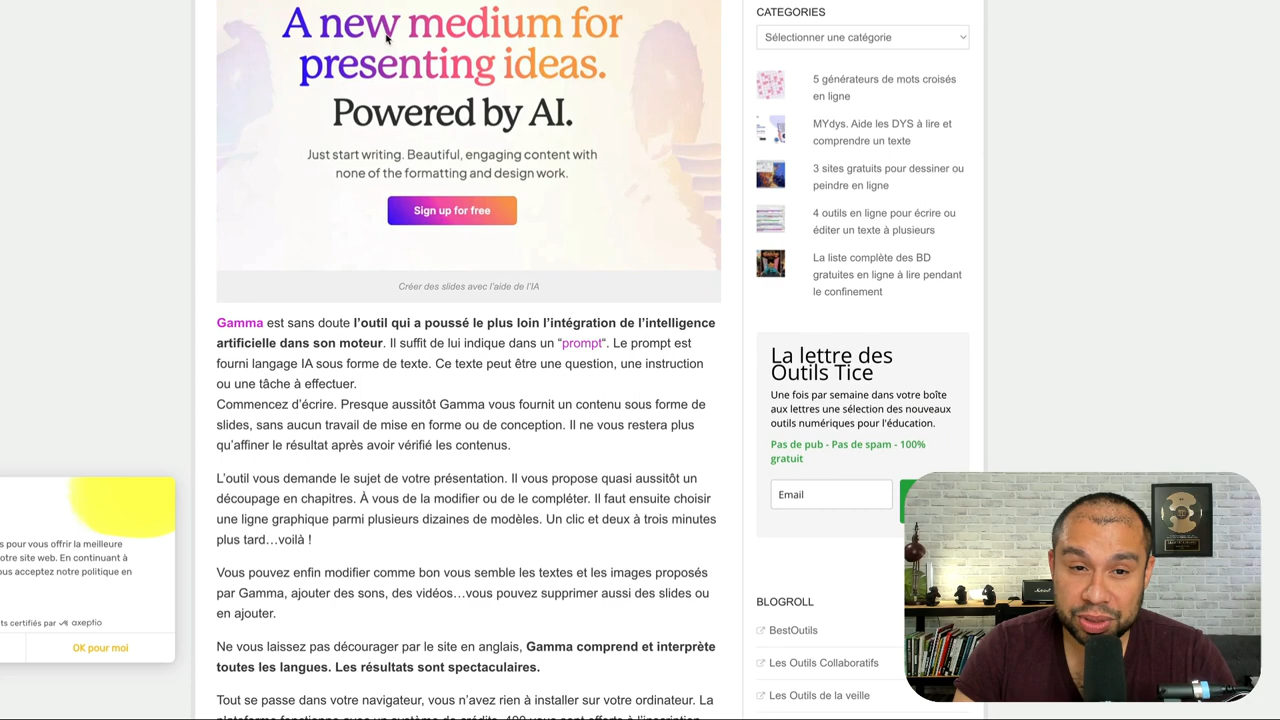 A new medium for
presenting ideas.
Powered by AI.
Just start writing. Beautiful, engaging content with
none of the formatting and design work.
Sign up for free
Créer des slides avec l'aide de l'IA
Gamma est sans doute l’outil qui a poussé le plus loin l’intégration de l’intelligence
artificielle dans son moteur. Il suffit de lui indique dans un “prompt“. Le prompt est
fourni langage IA sous forme de texte. Ce texte peut être une question, une instruction
ou une tâche à effectuer.
Commencez d’écrire. Presque aussitôt Gamma vous fournit un contenu sous forme de
slides, sans aucun travail de mise en forme ou de conception. Il ne vous restera plus
qu’affiner le résultat après avoir vérifié les contenus.
L’outil vous demande le sujet de votre présentation. Il vous propose quasi aussitôt un
découpage en chapitres. À vous de la modifier ou de le compléter. Il faut ensuite choisir
une ligne graphique parmi plusieurs dizaines de modèles. Un clic et deux à trois minutes
plus tard…voilà !
Vous pouvez enfin modifier comme bon vous semble les textes et les images proposés
par Gamma, ajouter des sons, des vidéos…vous pouvez supprimer aussi des slides ou
en ajouter.
Ne vous laissez pas décourager par le site en anglais, Gamma comprend et interprète
toutes les langues. Les résultats sont spectaculaires.
Tout se passe dans votre navigateur, vous n’avez rien à installer sur votre ordinateur. La
plateforme fonctionne avec un système de crédits. 400 vous sont offerts à l’inscription
CATEGORIES
Sélectionner une catégorie
5 générateurs de mots croisés
en ligne
MYdys. Aide les DYS à lire et
comprendre un texte
3 sites gratuits pour dessiner ou
peindre en ligne
4 outils en ligne pour écrire ou
éditer un texte à plusieurs
La liste complète des BD
gratuites en ligne à lire pendant
le confinement
La lettre des
Outils Tice
Une fois par semaine dans votre boîte
aux lettres une sélection des nouveaux
outils numériques pour l'éducation.
Pas de pub - Pas de spam - 100%
gratuit
Email
BLOGROLL
BestOutils
Les Outils Collaboratifs
Les Outils de la veille
s pour vous offrir la meilleure
otre site web. En continuant à
ous acceptez notre politique en
ts certifiés par axeptio
OK pour moi